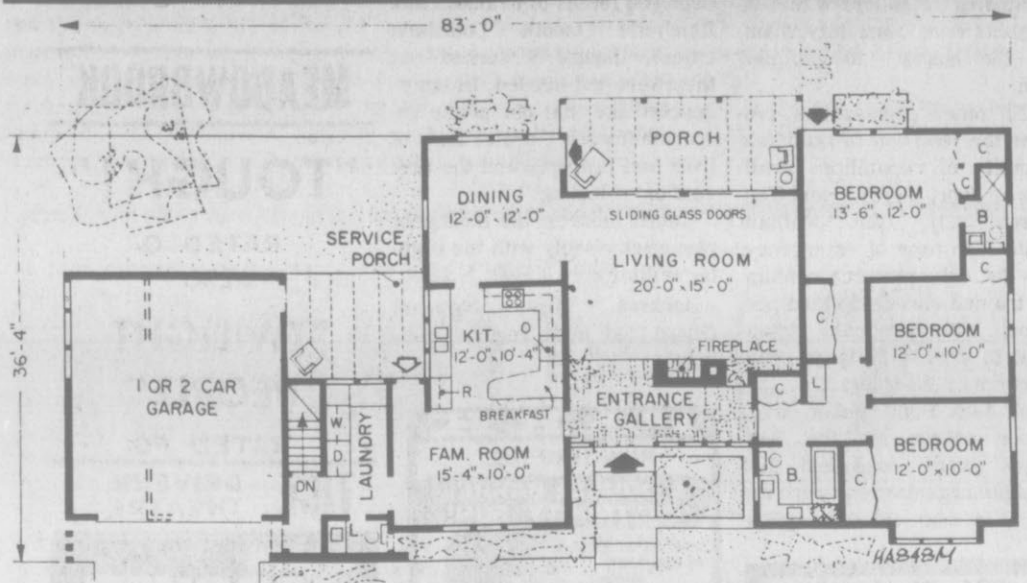 83'-0"
PORCH
DINING
12'-0" x 12'-0"
BEDROOM
13'-6" x 12'-0"
C
B.
SLIDING GLASS DOORS
SERVICE
PORCH
LIVING ROOM
20'-0" x 15'-0"
C
36'-4"
KIT.
12'-0" x 10'-4"
O
C
BEDROOM
12'-0" x 10'-0"
FIREPLACE
1 OR 2 CAR
GARAGE
R
BREAKFAST
ENTRANCE
GALLERY
C
L
W.
D.
LAUNDRY
FAM. ROOM
15'-4" x 10'-0"
BEDROOM
12'-0" x 10'-0"
DN
B.
C
L
HA848M